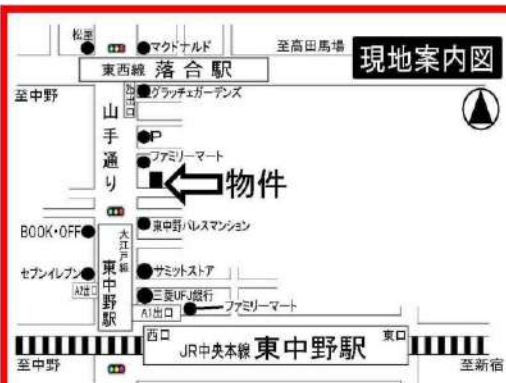 松屋
マクドナルド
至高田馬場
現地案内図
東西線 落合駅
至中野
2出口
グラッチェガーデンズ
山手通り
P
ファミリーマート
物件
BOOK・OFF
大江戸線
東中野駅
東中野パレスマンション
セブンイレブン
サミットストア
A2出口
三菱UFJ銀行
A1出口
ファミリーマート
西口
JR中央本線 東中野駅
東口
至中野
至新宿